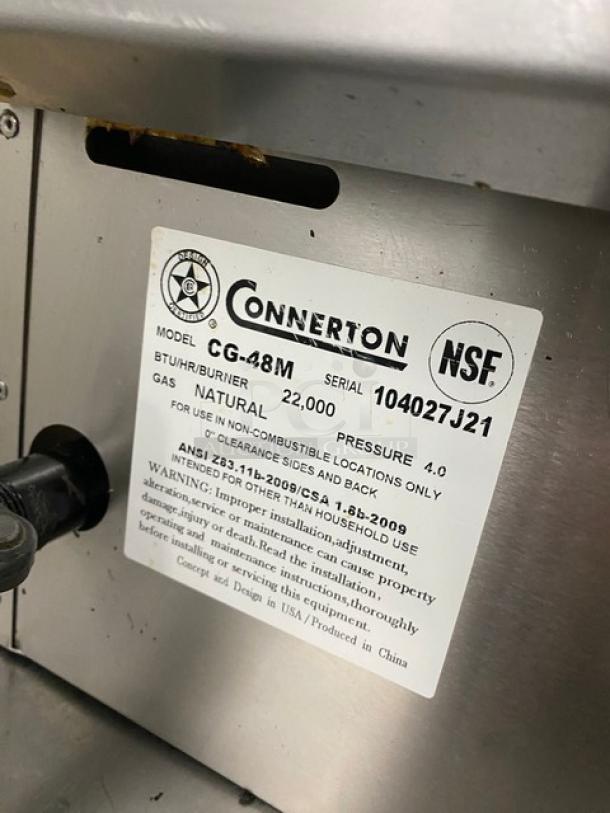 DESIGN
CERTIFIED
®
CONNERTON
NSF®
MODEL CG-48M SERIAL 104027J21
BTU/HR/BURNER 22,000
GAS NATURAL PRESSURE 4.0
FOR USE IN NON-COMBUSTIBLE LOCATIONS ONLY
0" CLEARANCE SIDES AND BACK
ANSI Z83.11b-2009/CSA 1.8b-2009
INTENDED FOR OTHER THAN HOUSEHOLD USE
WARNING: Improper installation,adjustment,
alteration,service or maintenance can cause property
damage,injury or death.Read the installation,
operating and maintenance instructions,thoroughly
before installing or servicing this equipment.
Concept and Design in USA/Produced in China
PCI
GROUP